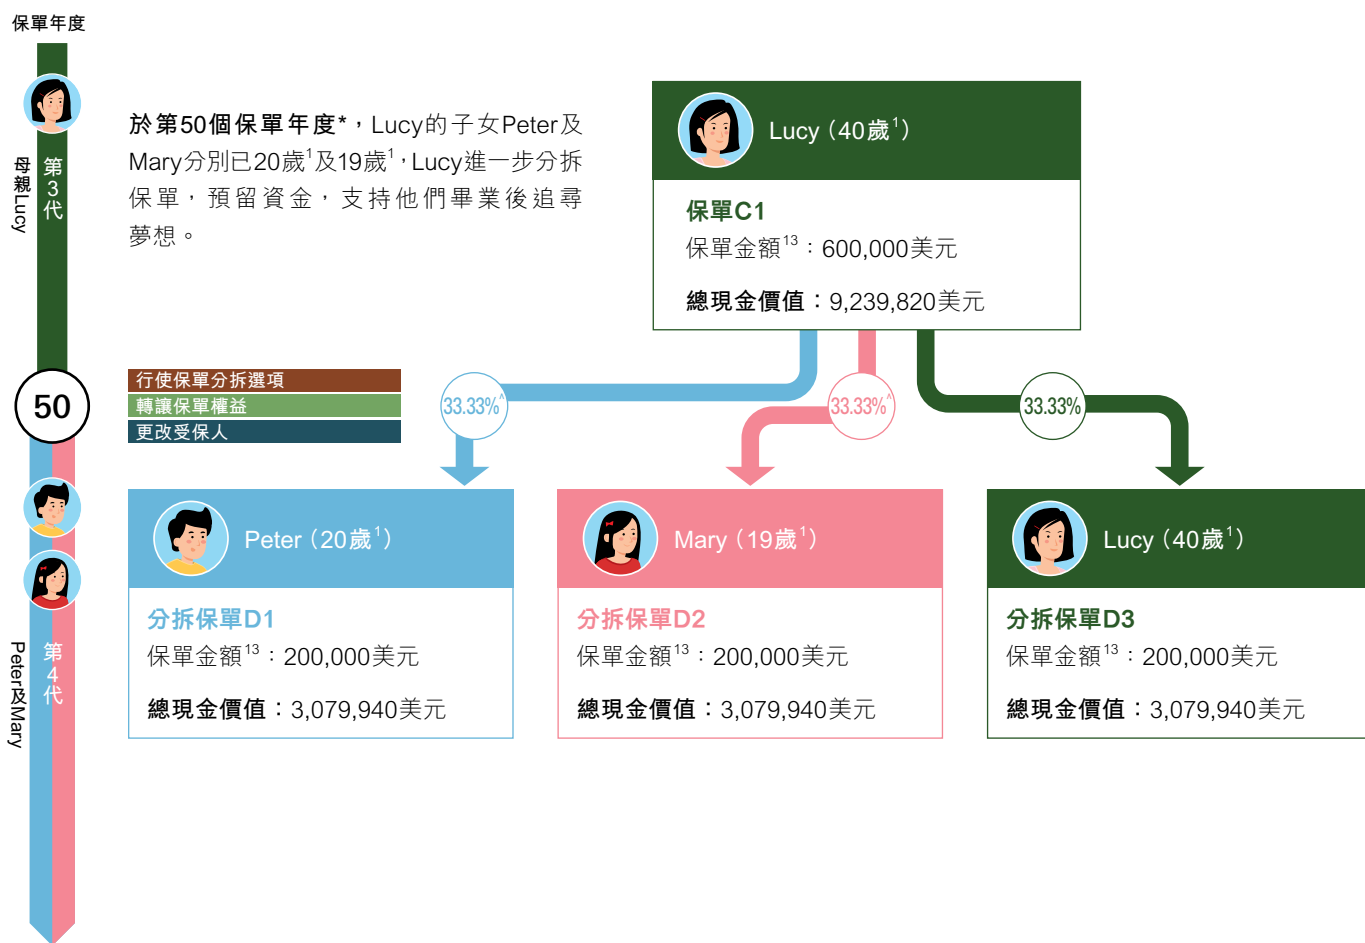 保單年度
母親Lucy
第3代
於第50個保單年度*，Lucy的子女Peter及
Mary分別已20歲1及19歲1，Lucy進一步分拆
保單，預留資金，支持他們畢業後追尋
夢想。
Lucy（40歲1）
保單C1
保單金額13：600,000美元
總現金價值：9,239,820美元
50
行使保單分拆選項
轉讓保單權益
更改受保人
33.33%^
33.33%^
33.33%
Peter（20歲1）
分拆保單D1
保單金額13：200,000美元
總現金價值：3,079,940美元
Mary（19歲1）
分拆保單D2
保單金額13：200,000美元
總現金價值：3,079,940美元
Lucy（40歲1）
分拆保單D3
保單金額13：200,000美元
總現金價值：3,079,940美元
Peter及Mary
第4代